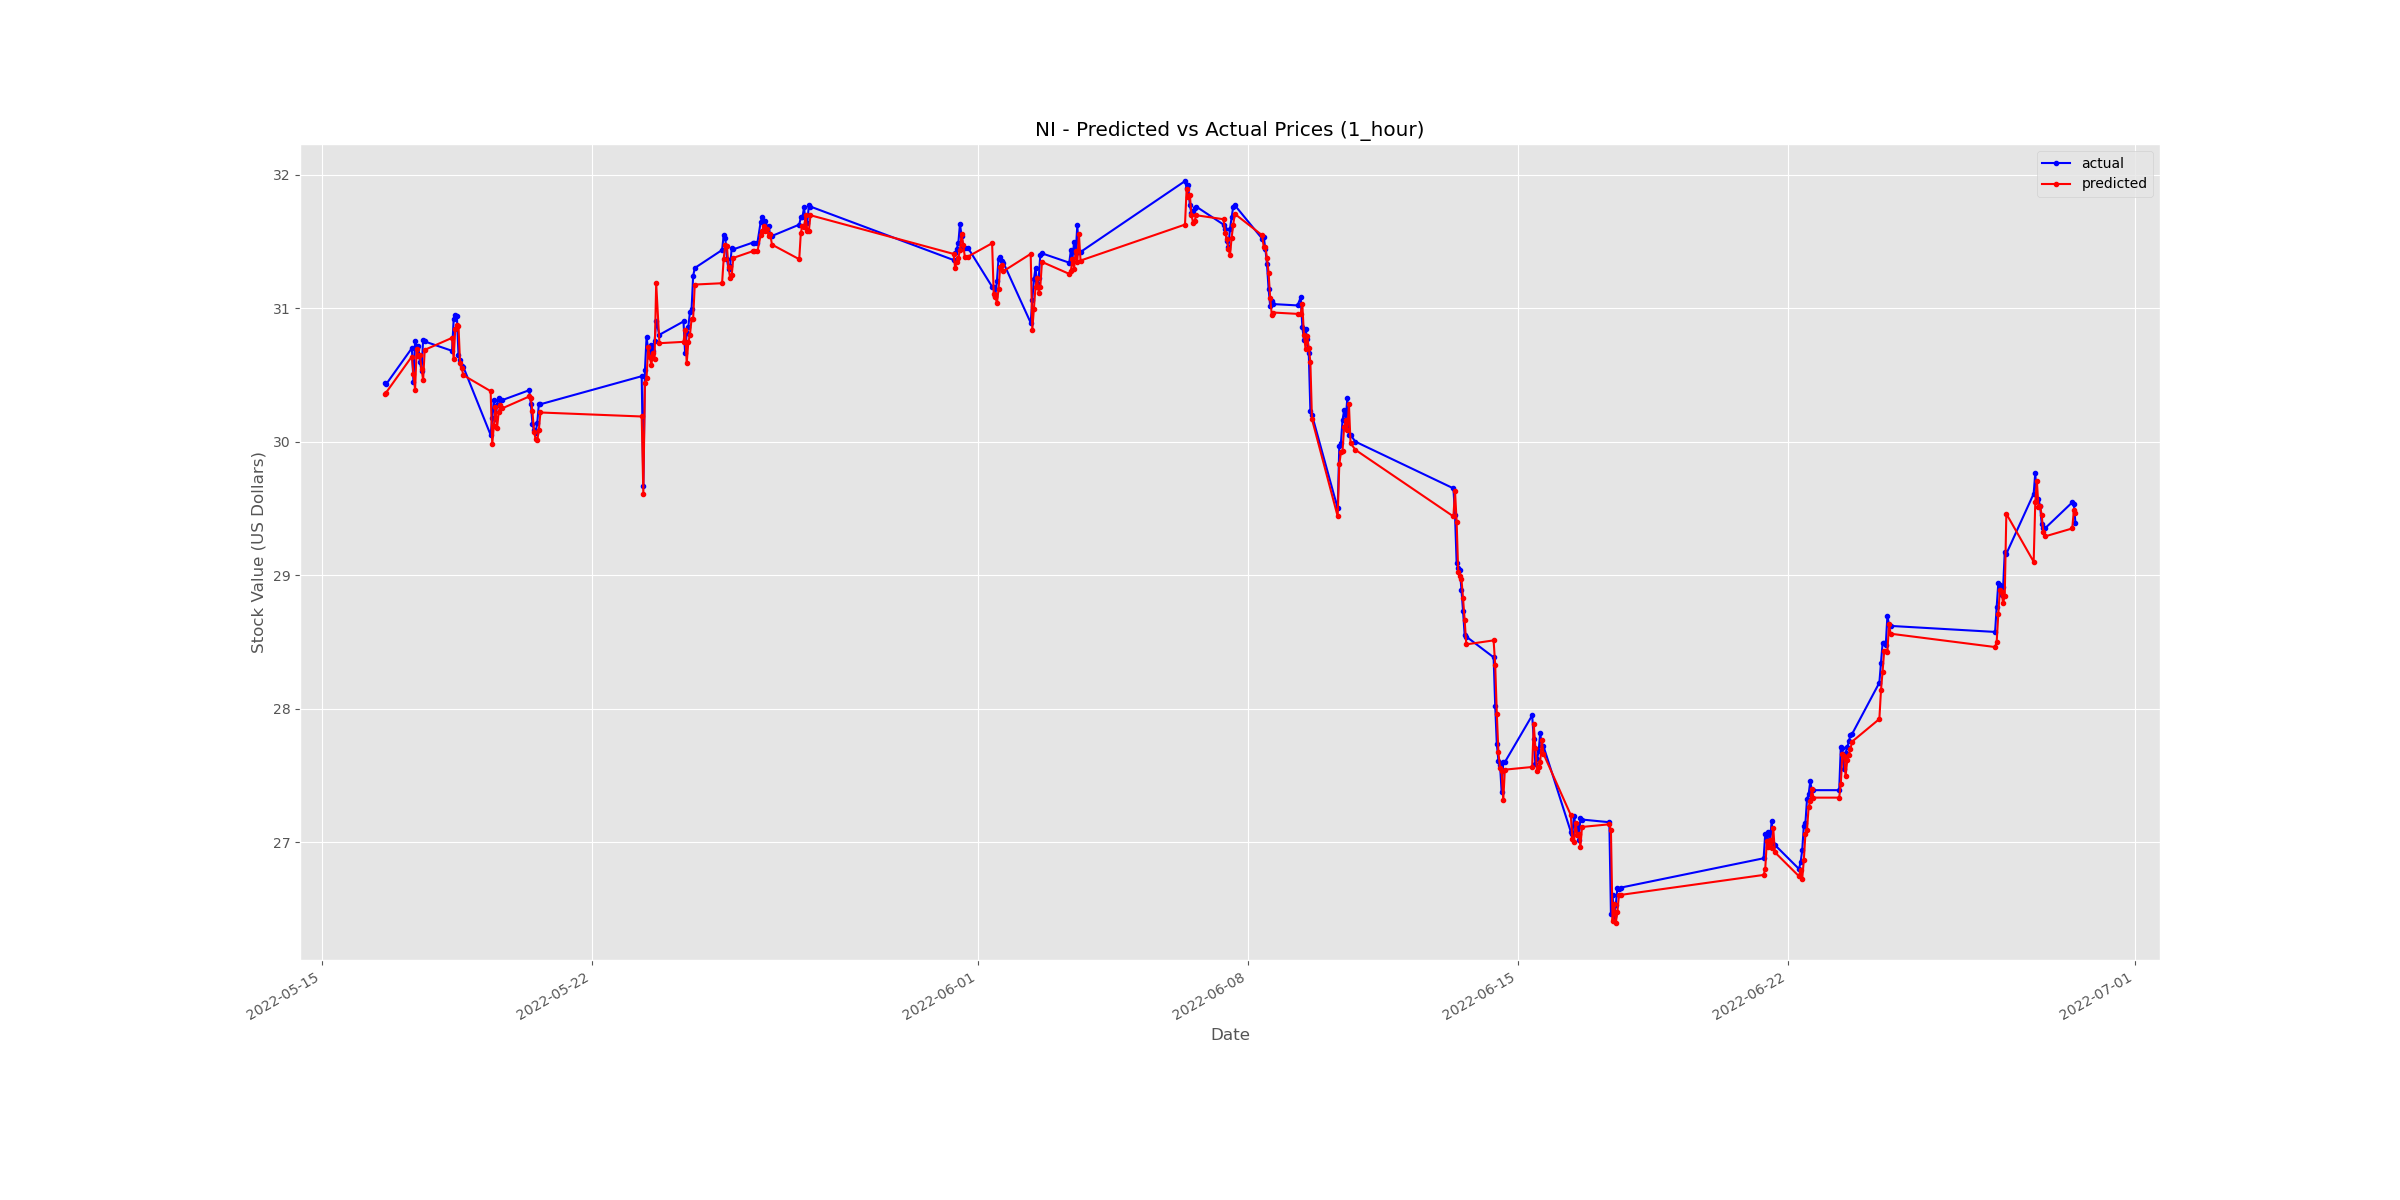 NI - Predicted vs Actual Prices (1_hour)
actual
predicted
32
31
30
29
28
27
Stock Value (US Dollars)
2022-05-15
2022-05-22
2022-06-01
2022-06-08
2022-06-15
2022-06-22
2022-07-01
Date